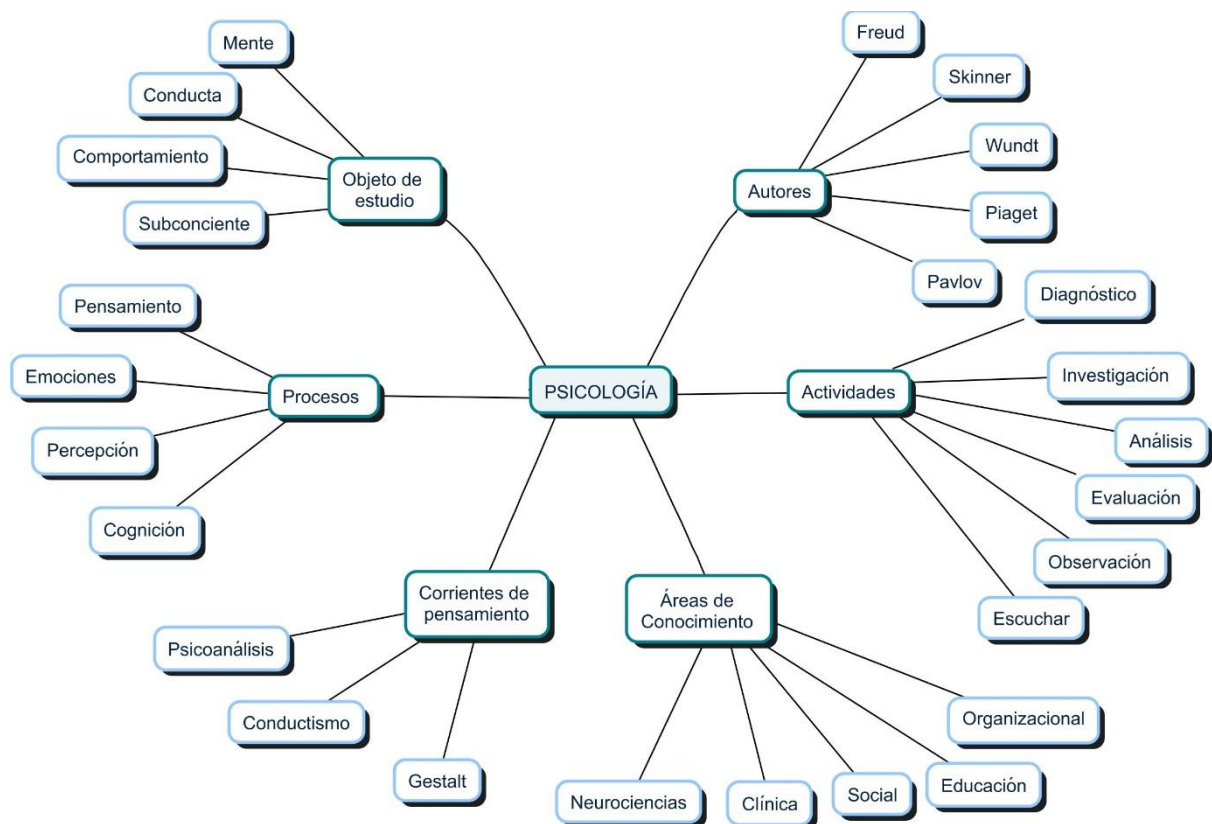 Mente
Conducta
Comportamiento
Subconciente
Objeto de
estudio
Freud
Skinner
Wundt
Piaget
Pavlov
Autores
Pensamiento
Emociones
Percepción
Cognición
Procesos
PSICOLOGÍA
Actividades
Diagnóstico
Investigación
Análisis
Evaluación
Observación
Escuchar
Corrientes de
pensamiento
Psicoanálisis
Conductismo
Gestalt
Áreas de
Conocimiento
Neurociencias
Clínica
Social
Educación
Organizacional